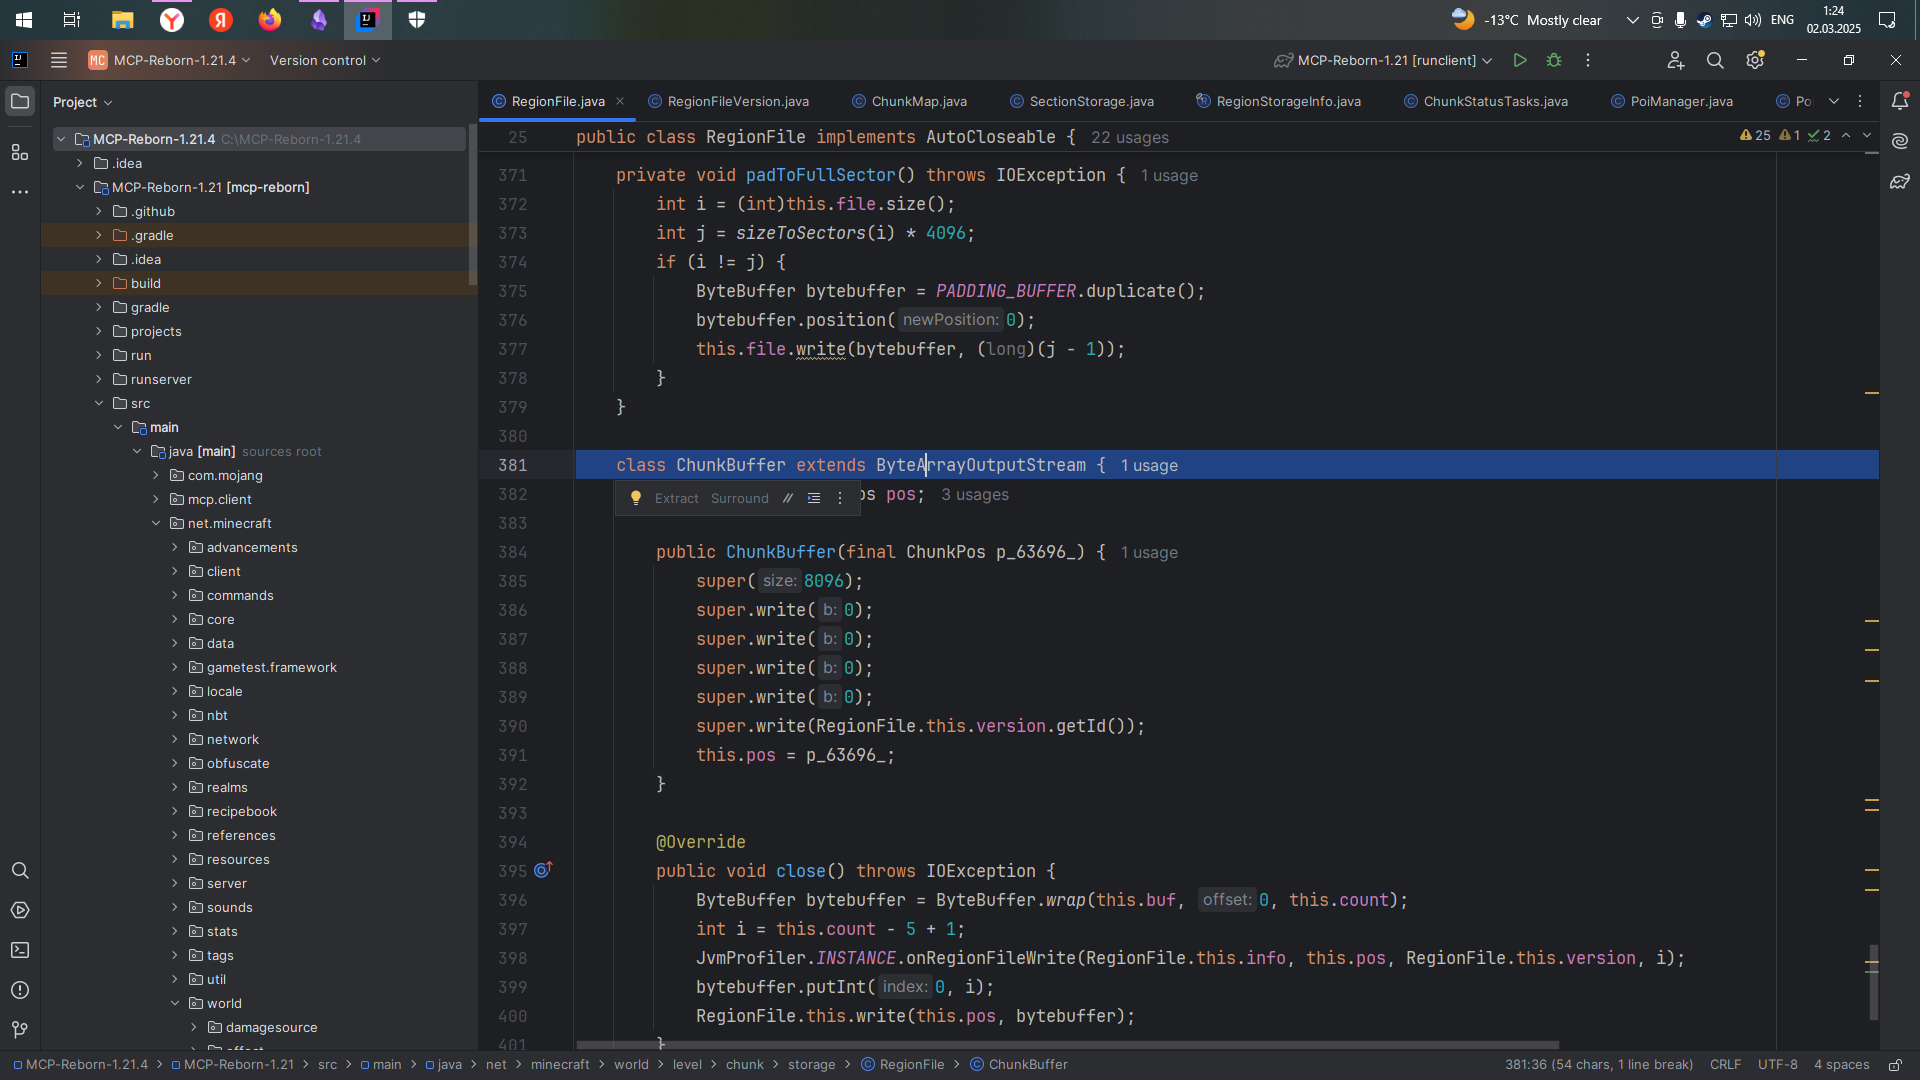 -13°C Mostly clear
ENG
1:24
02.03.2025
MC MCP-Reborn-1.21.4
Version control
MCP-Reborn-1.21 [runclient]
Project
RegionFile.java
RegionFileVersion.java
ChunkMap.java
SectionStorage.java
RegionStorageInfo.java
ChunkStatusTasks.java
PoiManager.java
Po
MCP-Reborn-1.21.4 C:\MCP-Reborn-1.21.4
.idea
MCP-Reborn-1.21 [mcp-reborn]
.github
.gradle
.idea
build
gradle
projects
run
runserver
src
main
java [main] sources root
com.mojang
mcp.client
net.minecraft
advancements
client
commands
core
data
gametest.framework
locale
nbt
network
obfuscate
realms
recipebook
references
resources
server
sounds
stats
tags
util
world
damagesource
25 public class RegionFile implements AutoCloseable { 22 usages
25 1 2
371 private void padToFullSector() throws IOException { 1 usage
372 int i = (int)this.file.size();
373 int j = sizeToSectors(i) * 4096;
374 if (i != j) {
375 ByteBuffer bytebuffer = PADDING_BUFFER.duplicate();
376 bytebuffer.position( newPosition: 0);
377 this.file.write(bytebuffer, (long)(j - 1));
378 }
379 }
380
381 class ChunkBuffer extends ByteArrayOutputStream { 1 usage
382 Extract Surround // os pos; 3 usages
383
384 public ChunkBuffer(final ChunkPos p_63696_) { 1 usage
385 super( size: 8096);
386 super.write( b: 0);
387 super.write( b: 0);
388 super.write( b: 0);
389 super.write( b: 0);
390 super.write(RegionFile.this.version.getId());
391 this.pos = p_63696_;
392 }
393
394 @Override
395 public void close() throws IOException {
396 ByteBuffer bytebuffer = ByteBuffer.wrap(this.buf, offset: 0, this.count);
397 int i = this.count - 5 + 1;
398 JvmProfiler.INSTANCE.onRegionFileWrite(RegionFile.this.info, this.pos, RegionFile.this.version, i);
399 bytebuffer.putInt( index: 0, i);
400 RegionFile.this.write(this.pos, bytebuffer);
401 }
MCP-Reborn-1.21.4 > MCP-Reborn-1.21 > src > main > java > net > minecraft > world > level > chunk > storage > RegionFile > ChunkBuffer
381:36 (54 chars, 1 line break) CRLF UTF-8 4 spaces